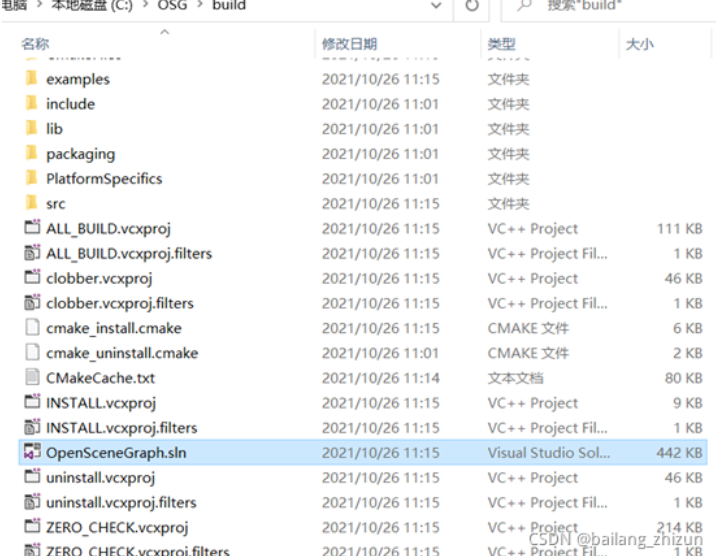 电脑 > 本地磁盘 (C:) > OSG > build 搜索"build"
名称 修改日期 类型 大小
examples 2021/10/26 11:15 文件夹
include 2021/10/26 11:01 文件夹
lib 2021/10/26 11:01 文件夹
packaging 2021/10/26 11:01 文件夹
PlatformSpecifics 2021/10/26 11:01 文件夹
src 2021/10/26 11:15 文件夹
ALL_BUILD.vcxproj 2021/10/26 11:15 VC++ Project 111 KB
ALL_BUILD.vcxproj.filters 2021/10/26 11:15 VC++ Project Fil... 1 KB
clobber.vcxproj 2021/10/26 11:15 VC++ Project 46 KB
clobber.vcxproj.filters 2021/10/26 11:15 VC++ Project Fil... 1 KB
cmake_install.cmake 2021/10/26 11:15 CMAKE 文件 6 KB
cmake_uninstall.cmake 2021/10/26 11:01 CMAKE 文件 2 KB
CMakeCache.txt 2021/10/26 11:14 文本文档 80 KB
INSTALL.vcxproj 2021/10/26 11:15 VC++ Project 9 KB
INSTALL.vcxproj.filters 2021/10/26 11:15 VC++ Project Fil... 1 KB
OpenSceneGraph.sln 2021/10/26 11:15 Visual Studio Sol... 442 KB
uninstall.vcxproj 2021/10/26 11:15 VC++ Project 46 KB
uninstall.vcxproj.filters 2021/10/26 11:15 VC++ Project Fil... 1 KB
ZERO_CHECK.vcxproj 2021/10/26 11:15 VC++ Project 214 KB
CSDN @bailang_zhizun
ZERO_CHECK.vcxproj.filters 2021/10/26 11:15 VC++ Project Fil... 1 KB